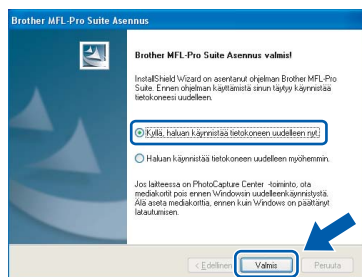 Brother MFL-Pro Suite Asennus
Brother MFL-Pro Suite Asennus valmis!
InstallShield Wizard on asentanut ohjelman Brother MFL-Pro
Suite. Ennen ohjelman käyttämistä sinun täytyy käynnistää
tietokoneesi uudelleen.
Kyllä, haluan käynnistää tietokoneen uudelleen nyt.
Haluan käynnistää tietokoneen uudelleen myöhemmin.
Jos laitteessa on PhotoCapture Center -toiminto, ota
mediakortit pois ennen Windowsin uudelleenkäynnistystä.
Älä aseta mediakorttia, ennen kuin Windows on päättänyt
latautumisen.
< Edellinen
Valmis
Peruuta